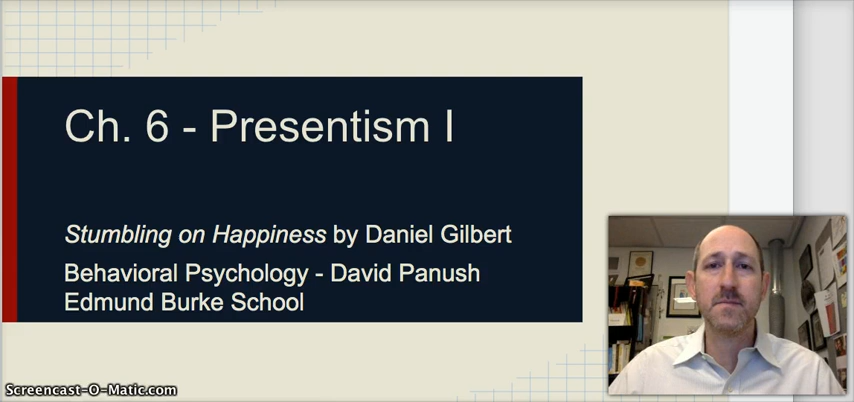 Ch. 6 - Presentism I
Stumbling on Happiness by Daniel Gilbert
Behavioral Psychology - David Panush
Edmund Burke School
Screencast-O-Matic.com